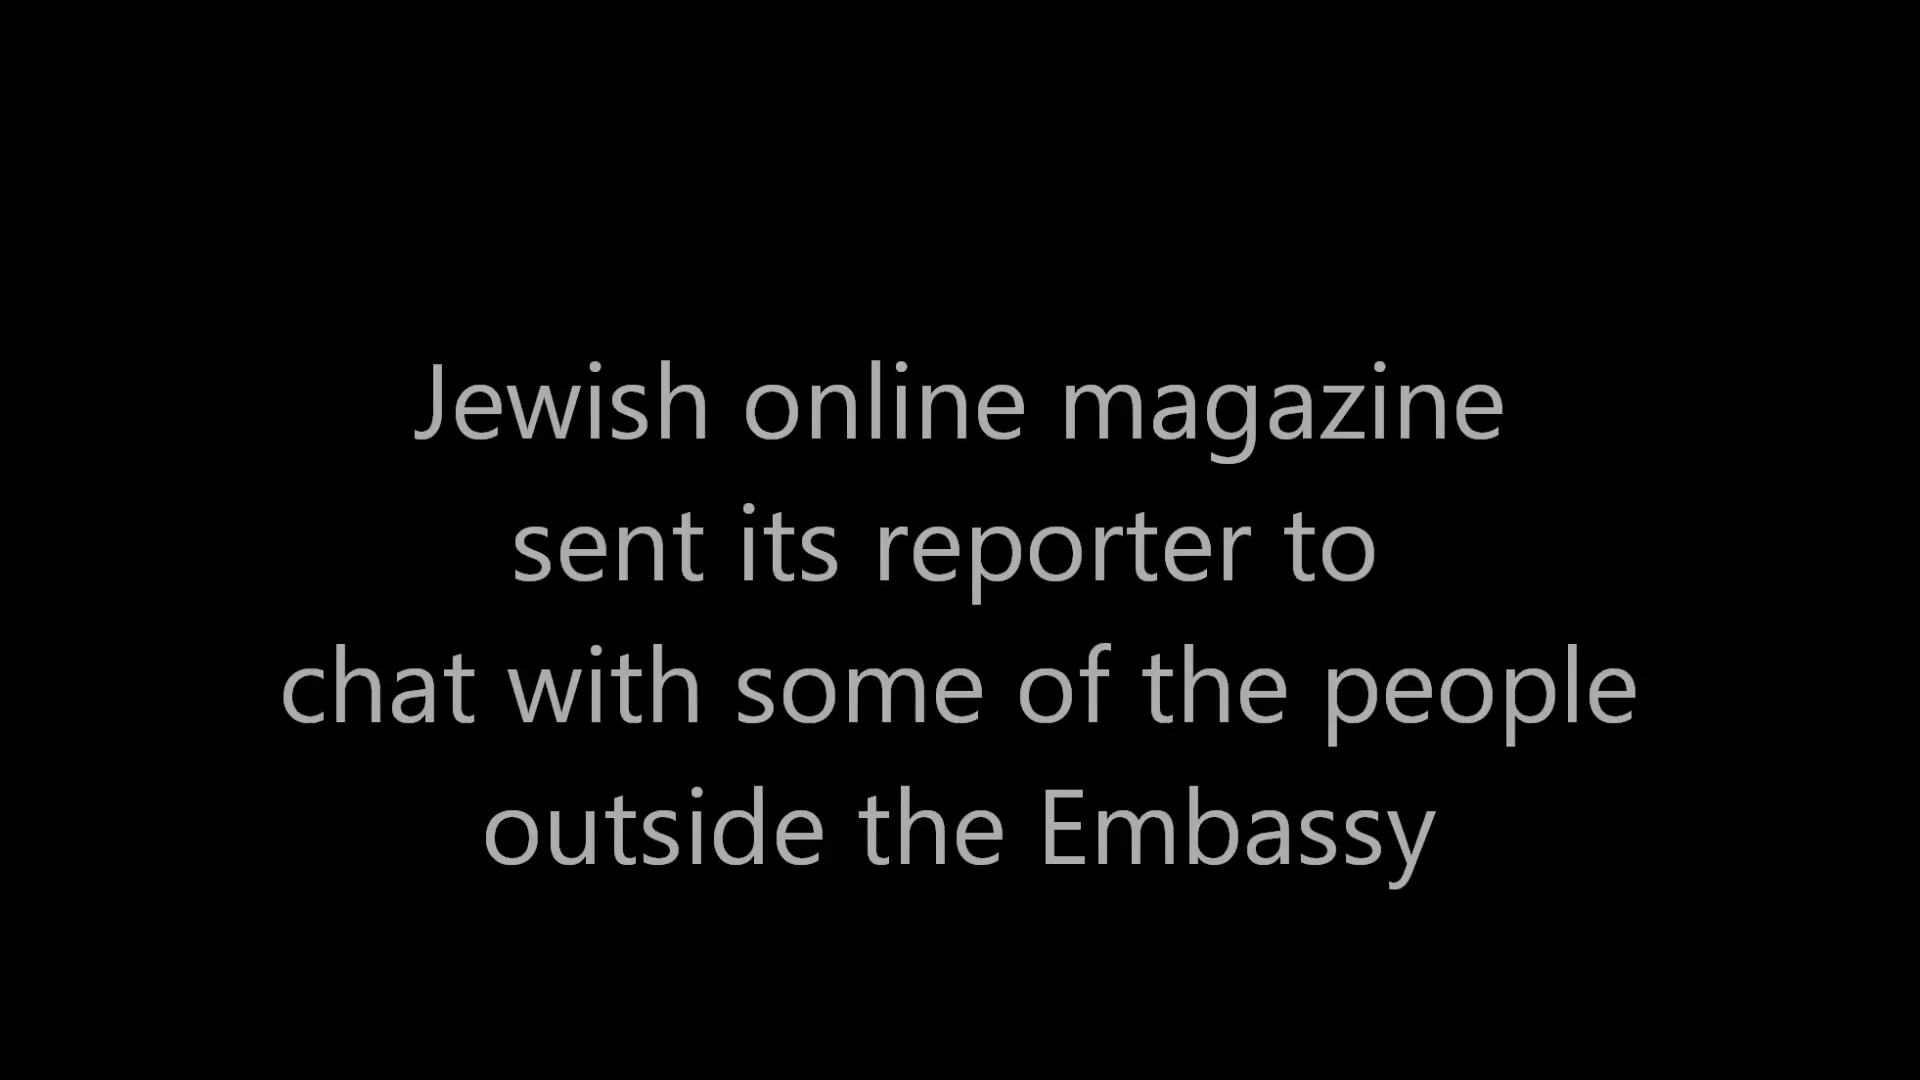 Jewish online magazine
sent its reporter to
chat with some of the people
outside the Embassy